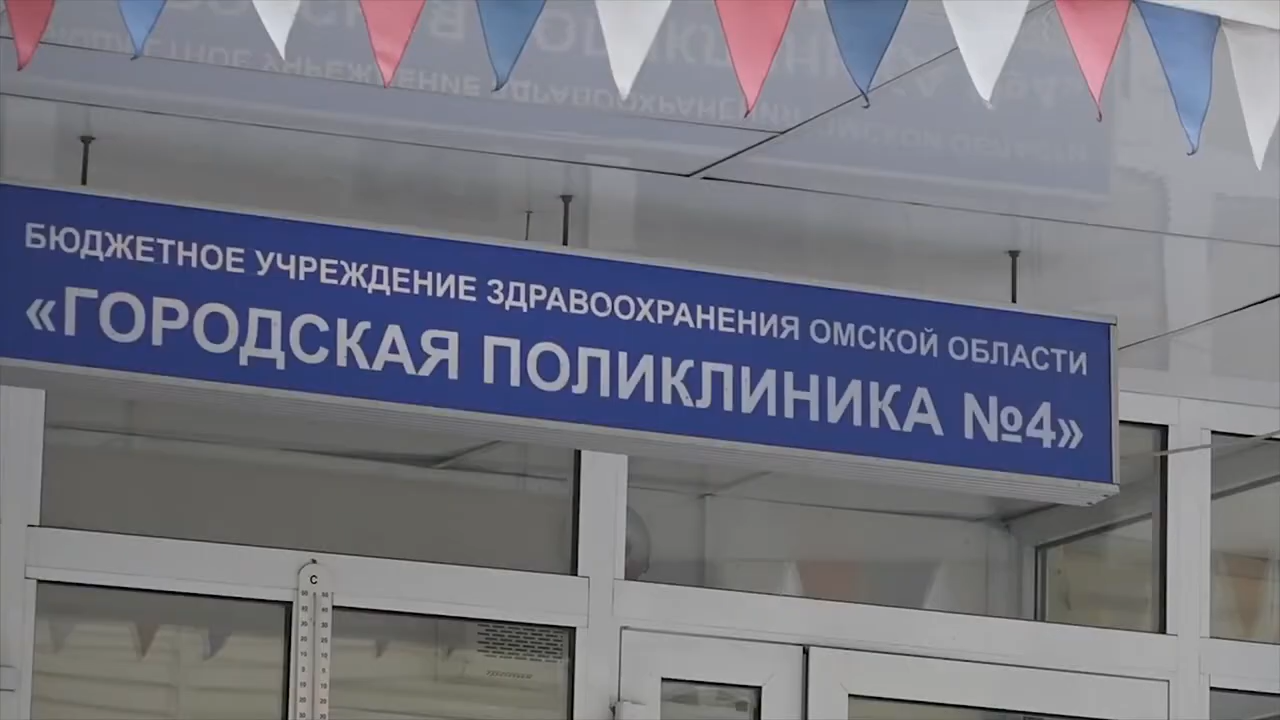 БЮДЖЕТНОЕ УЧРЕЖДЕНИЕ ЗДРАВООХРАНЕНИЯ ОМСКОЙ ОБЛАСТИ
«ГОРОДСКАЯ ПОЛИКЛИНИКА №4»
C